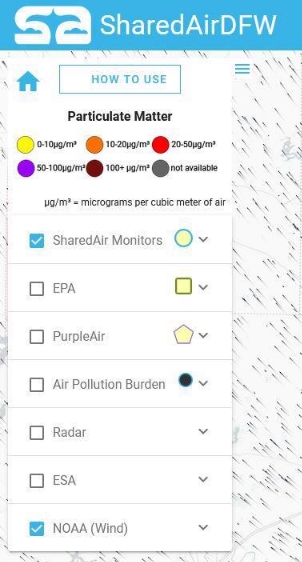 SharedAirDFW
HOW TO USE
Particulate Matter
0-10µg/m³ 10-20µg/m³ 20-50µg/m³
50-100µg/m³ 100+ µg/m³ not available
µg/m³ = micrograms per cubic meter of air
SharedAir Monitors
EPA
PurpleAir
Air Pollution Burden
Radar
ESA
NOAA (Wind)